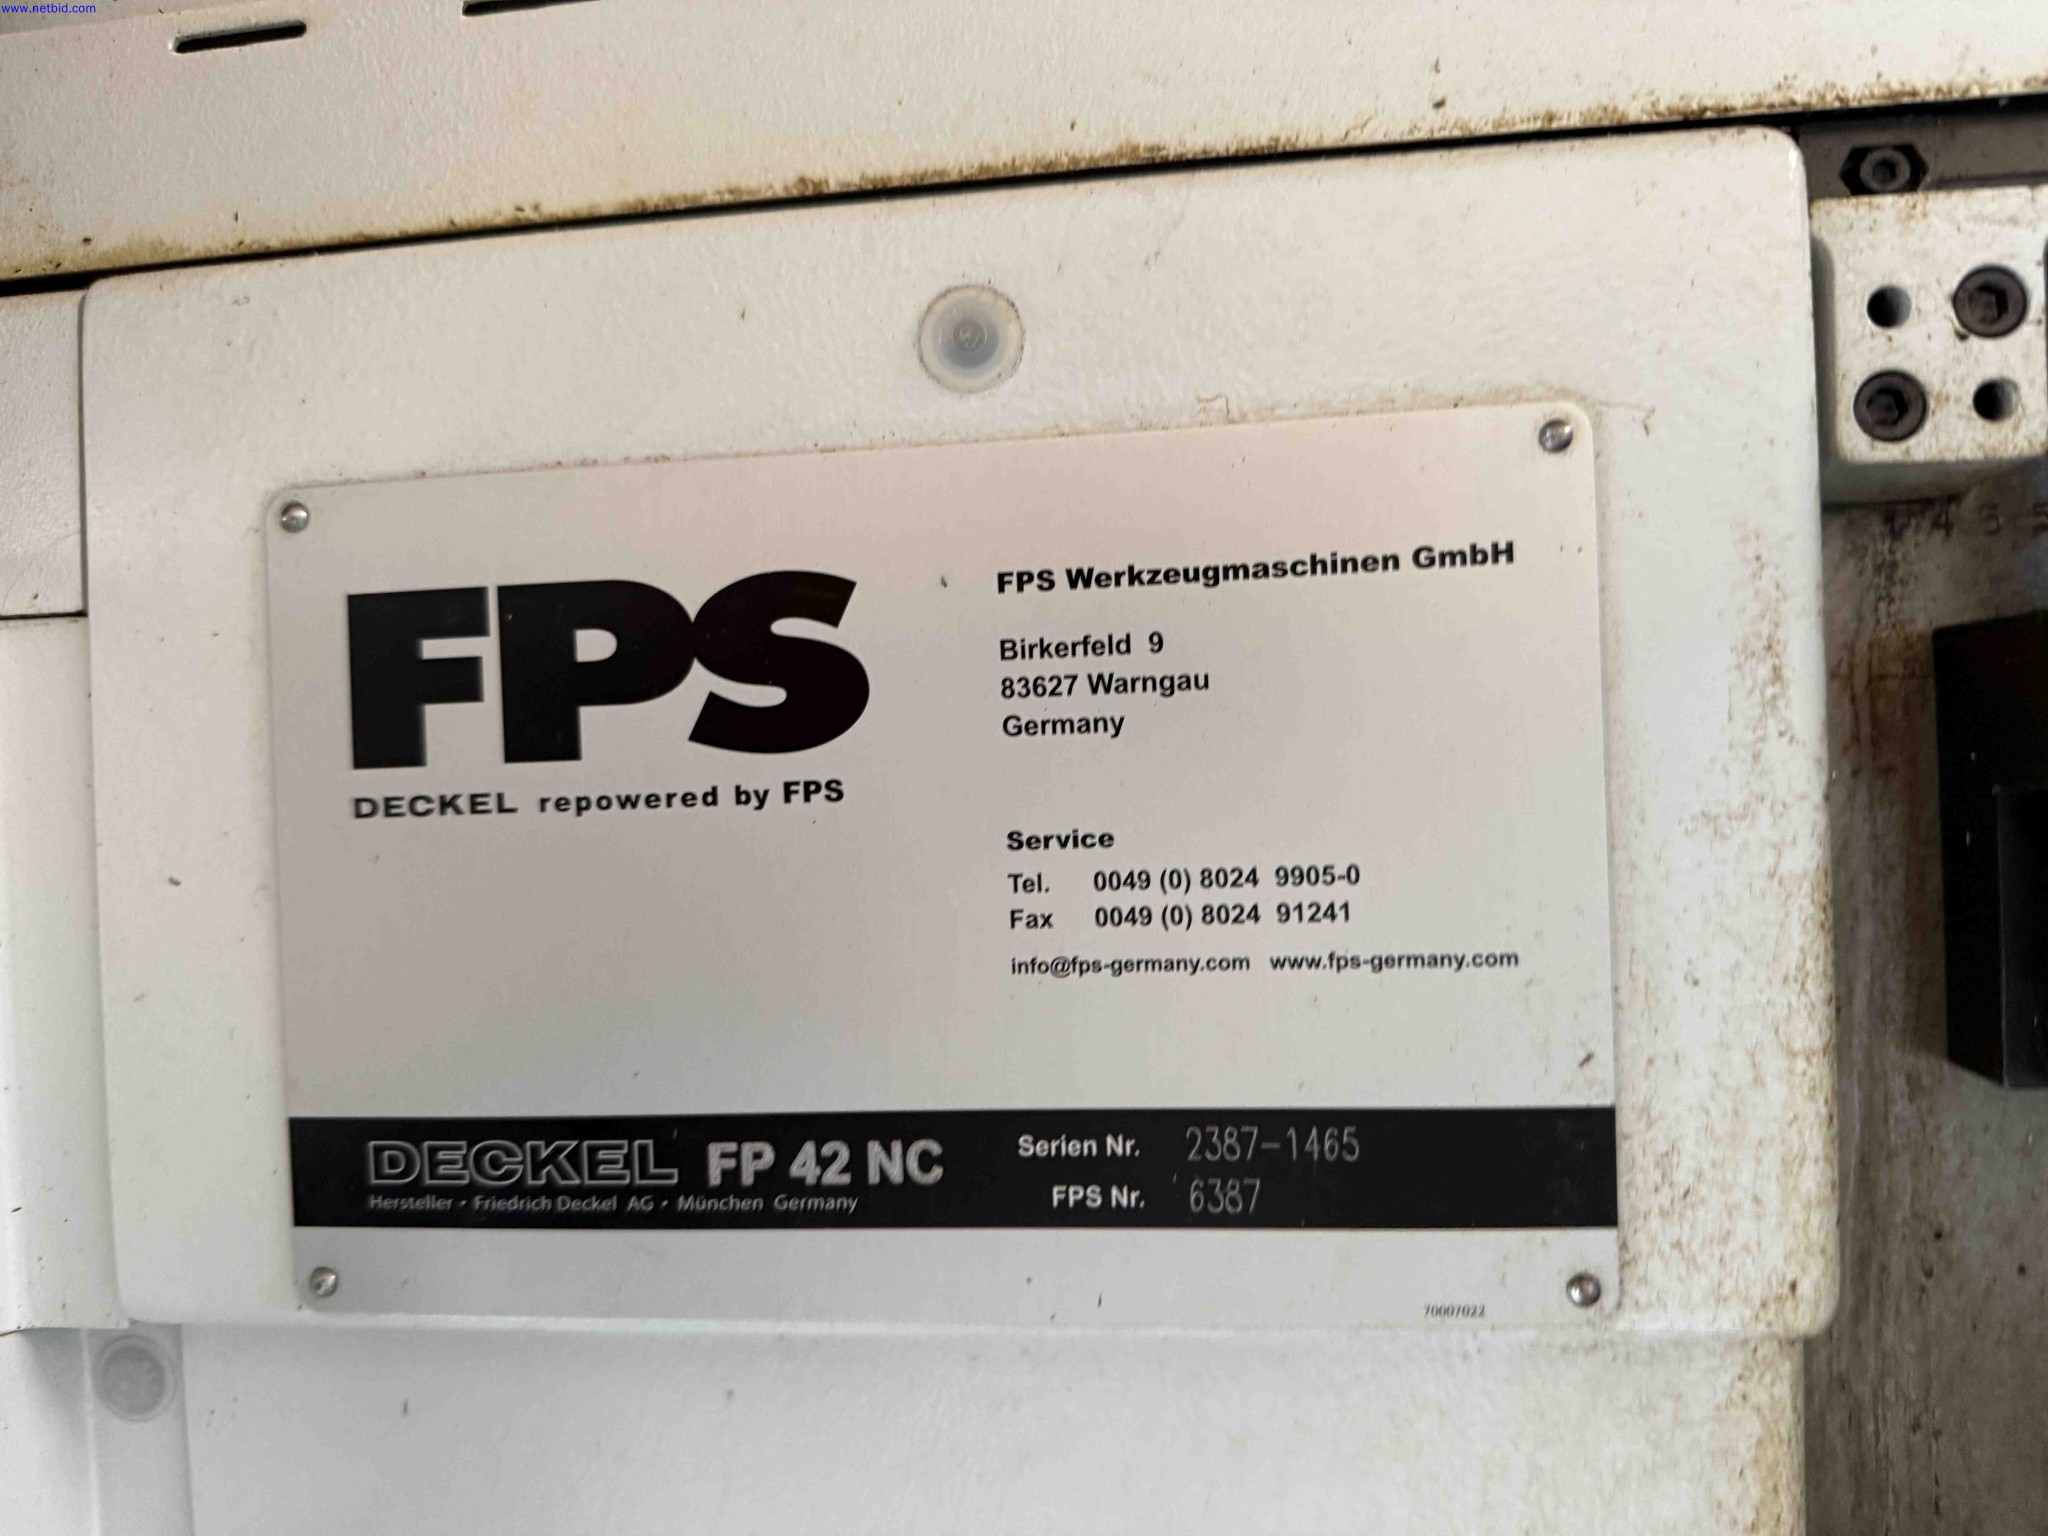 www.netbid.com
FPS
DECKEL repowered by FPS
FPS Werkzeugmaschinen GmbH
Birkerfeld 9
83627 Warngau
Germany
Service
Tel. 0049 (0) 8024 9905-0
Fax 0049 (0) 8024 91241
info@fps-germany.com www.fps-germany.com
DECKEL FP 42 NC
Hersteller • Friedrich Deckel AG • München Germany
Serien Nr. 2387-1465
FPS Nr. 6387
70007022